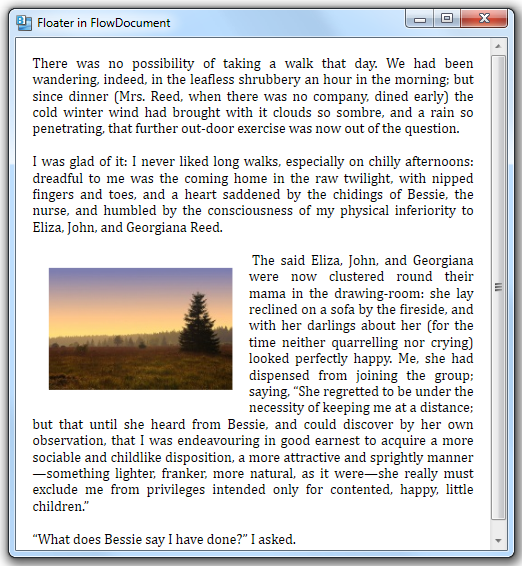 Floater in FlowDocument
There was no possibility of taking a walk that day. We had been
wandering, indeed, in the leafless shrubbery an hour in the morning; but
since dinner (Mrs. Reed, when there was no company, dined early) the
cold winter wind had brought with it clouds so sombre, and a rain so
penetrating, that further out-door exercise was now out of the question.
I was glad of it: I never liked long walks, especially on chilly afternoons:
dreadful to me was the coming home in the raw twilight, with nipped
fingers and toes, and a heart saddened by the chidings of Bessie, the
nurse, and humbled by the consciousness of my physical inferiority to
Eliza, John, and Georgiana Reed.
The said Eliza, John, and Georgiana
were now clustered round their
mama in the drawing-room: she lay
reclined on a sofa by the fireside, and
with her darlings about her (for the
time neither quarrelling nor crying)
looked perfectly happy. Me, she had
dispensed from joining the group;
saying, “She regretted to be under the
necessity of keeping me at a distance;
but that until she heard from Bessie, and could discover by her own
observation, that I was endeavouring in good earnest to acquire a more
sociable and childlike disposition, a more attractive and sprightly manner
—something lighter, franker, more natural, as it were—she really must
exclude me from privileges intended only for contented, happy, little
children.”
“What does Bessie say I have done?” I asked.